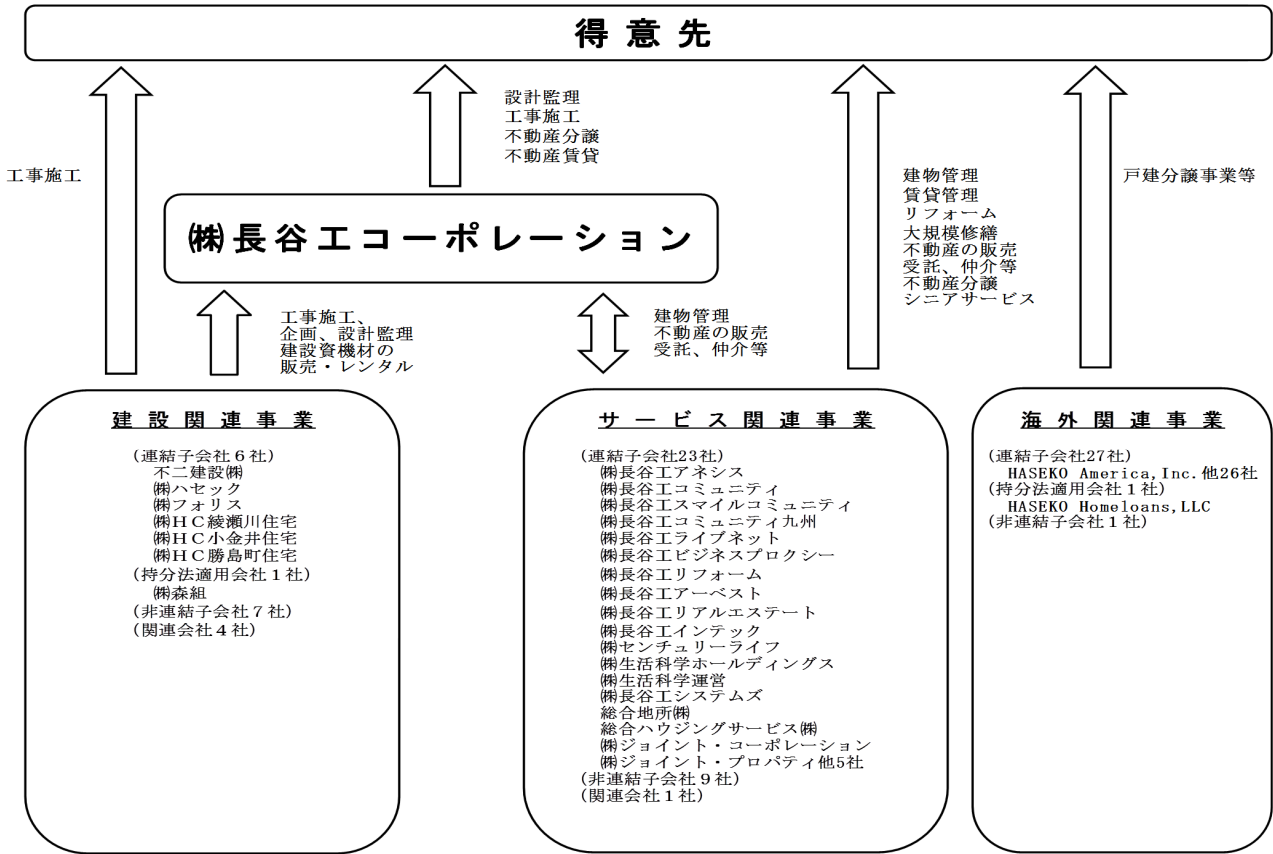 得意先
工事施工
設計監理
工事施工
不動産分譲
不動産賃貸
建物管理
賃貸管理
リフォーム
大規模修繕
不動産の販売
受託、仲介等
不動産分譲
シニアサービス
戸建分譲事業等
㈱長谷工コーポレーション
工事施工、
企画、設計監理
建設資機材の
販売・レンタル
建物管理
不動産の販売
受託、仲介等
建設関連事業
(連結子会社6社)
不二建設㈱
㈱ハセック
㈱フォリス
㈱HC綾瀬川住宅
㈱HC小金井住宅
㈱HC勝島町住宅
(持分法適用会社1社)
㈱森組
(非連結子会社7社)
(関連会社4社)
サービス関連事業
(連結子会社23社)
㈱長谷工アネシス
㈱長谷工コミュニティ
㈱長谷工スマイルコミュニティ
㈱長谷工コミュニティ九州
㈱長谷工ライブネット
㈱長谷工ビジネスプロクシー
㈱長谷工リフォーム
㈱長谷工アーベスト
㈱長谷工リアルエステート
㈱長谷工インテック
㈱センチュリーライフ
㈱生活科学ホールディングス
㈱生活科学運営
㈱長谷工システムズ
総合地所㈱
総合ハウジングサービス㈱
㈱ジョイント・コーポレーション
㈱ジョイント・プロパティ他5社
(非連結子会社9社)
(関連会社1社)
海外関連事業
(連結子会社27社)
HASEKO America,Inc.他26社
(持分法適用会社1社)
HASEKO Homeloans,LLC
(非連結子会社1社)